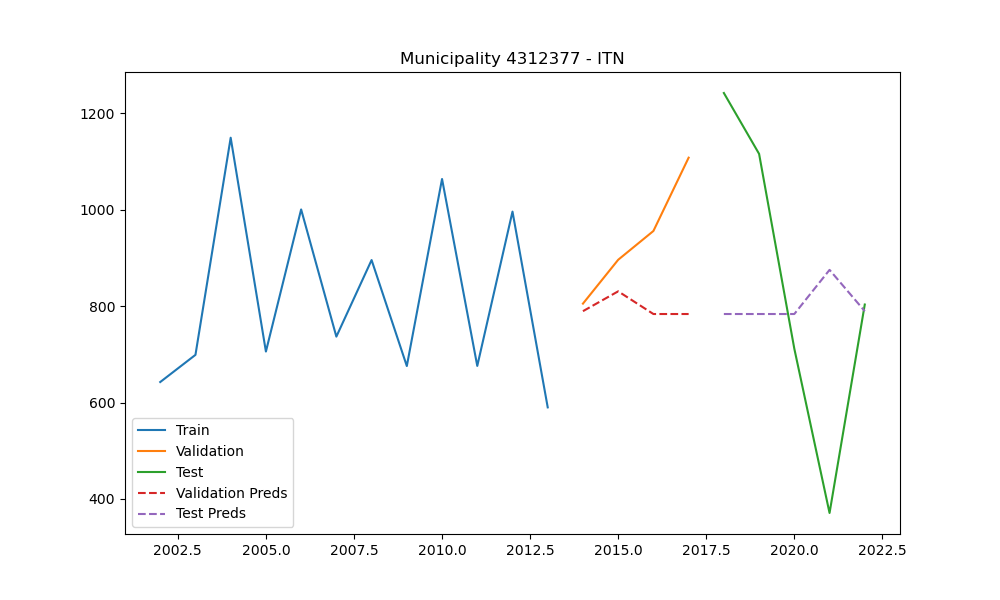 Municipality 4312377 - ITN
1200
1000
800
600
400
Train
Validation
Test
Validation Preds
Test Preds
2002.5 2005.0 2007.5 2010.0 2012.5 2015.0 2017.5 2020.0 2022.5